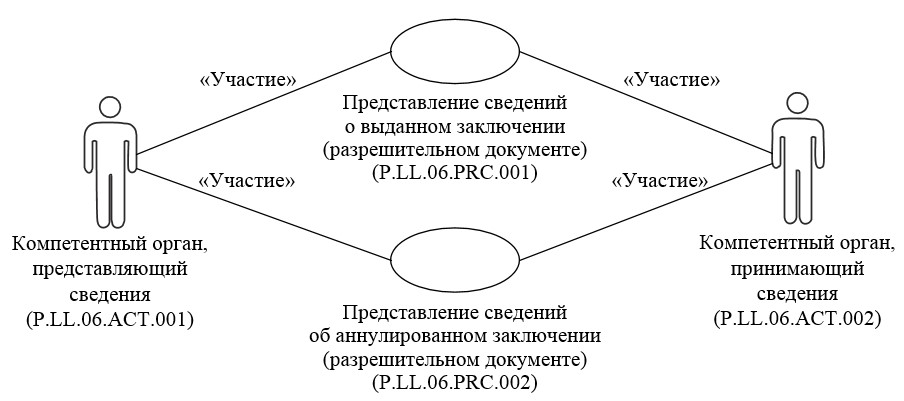 «Участие»
«Участие»
Представление сведений
о выданном заключении
(разрешительном документе)
(P.LL.06.PRC.001)
«Участие»
«Участие»
Компетентный орган,
представляющий
сведения
(P.LL.06.ACT.001)
Компетентный орган,
принимающий
сведения
(P.LL.06.ACT.002)
Представление сведений
об аннулированном заключении
(разрешительном документе)
(P.LL.06.PRC.002)